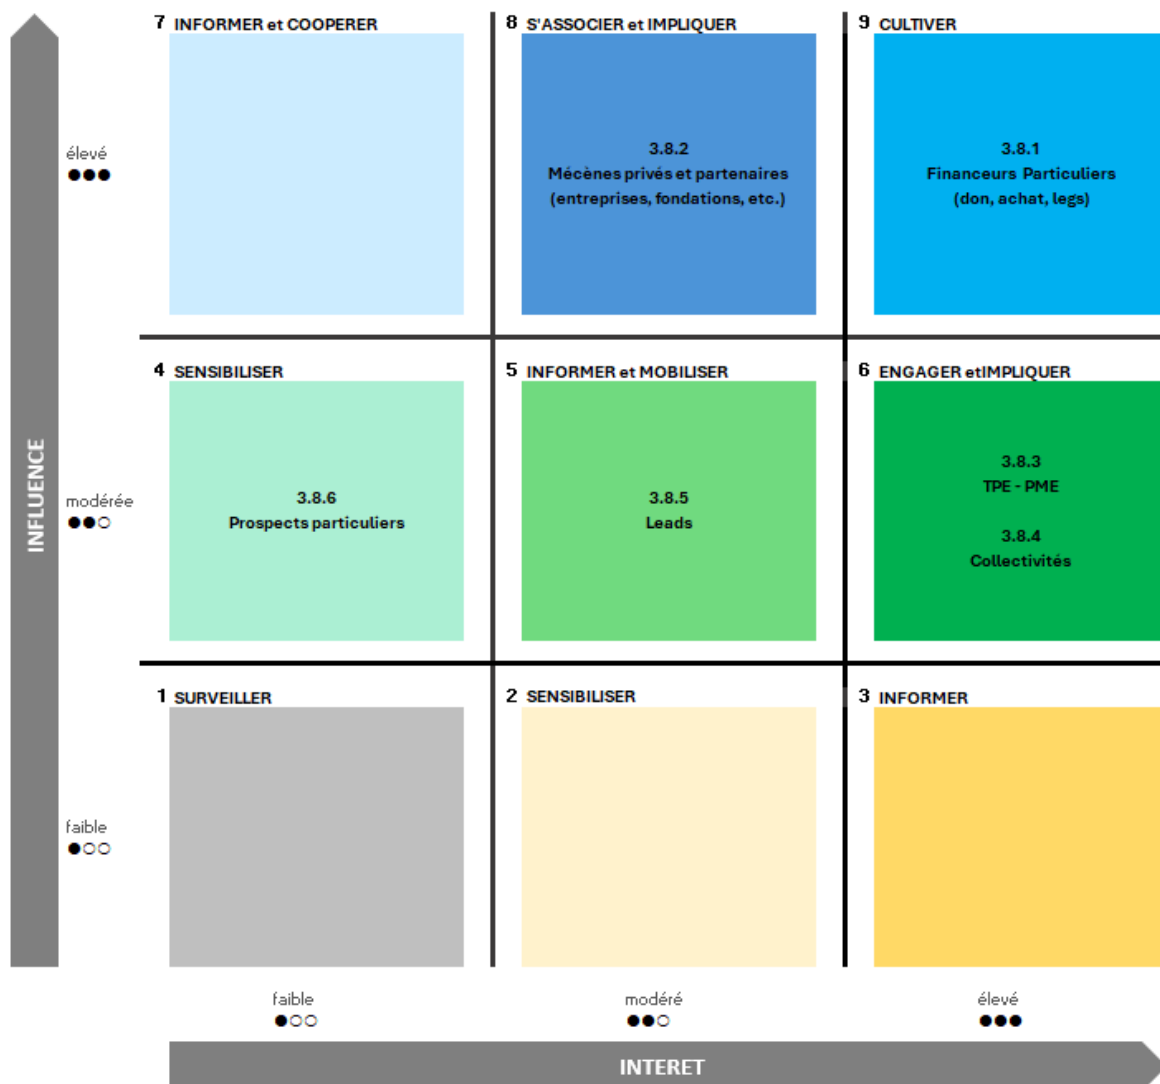 7 INFORMER et COOPERER
8 S'ASSOCIER et IMPLIQUER
9 CULTIVER
élevé
●●●
3.8.2
Mécènes privés et partenaires
(entreprises, fondations, etc.)
3.8.1
Financeurs Particuliers
(don, achat, legs)
4 SENSIBILISER
5 INFORMER et MOBILISER
6 ENGAGER etIMPLIQUER
INFLUENCE
modérée
●●○
3.8.6
Prospects particuliers
3.8.5
Leads
3.8.3
TPE - PME
3.8.4
Collectivités
1 SURVEILLER
2 SENSIBILISER
3 INFORMER
faible
●○○
faible
●○○
modéré
●●○
élevé
●●●
INTERET